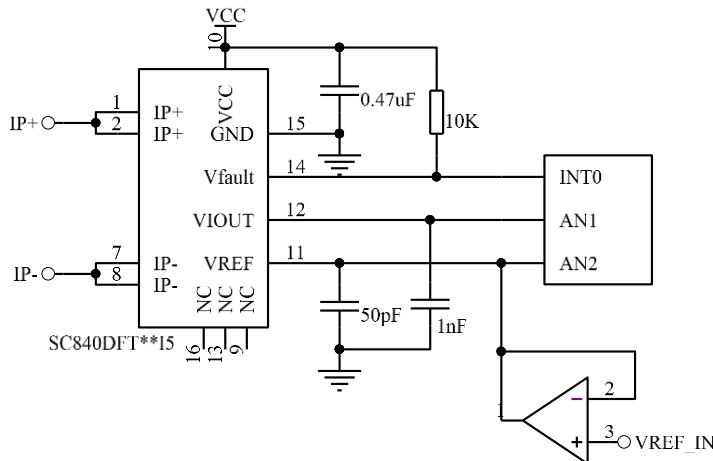 VCC
10
1
IP+
VCC
0.47uF
IP+
2
IP+
GND
15
10K
Vfault
14
INT0
VIOUT
12
AN1
7
IP-
VREF
11
AN2
IP-
8
IP-
NC
NC
NC
50pF
1nF
SC840DFT**I5
16
13
9
2
-
1
+
3
VREF_IN